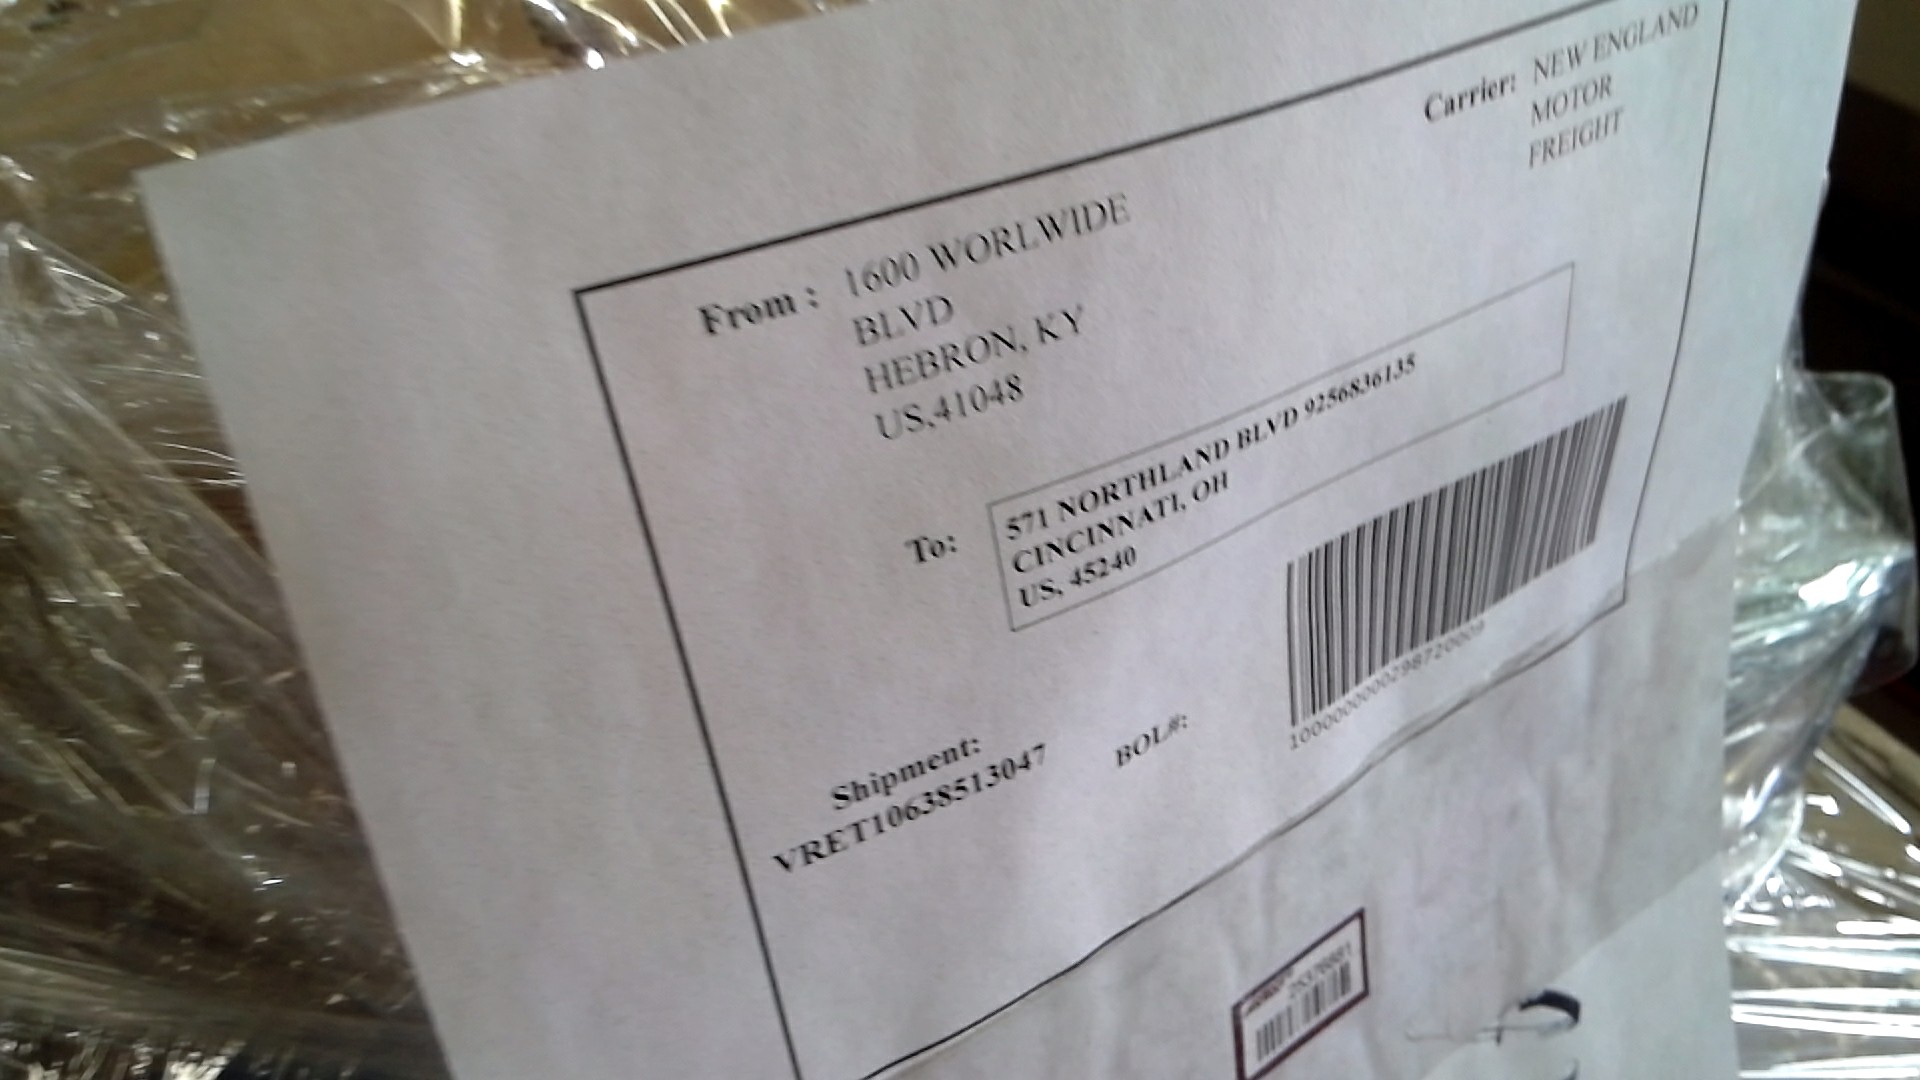 Carrier: NEW ENGLAND
MOTOR
FREIGHT
From : 1600 WORLWIDE
BLVD
HEBRON, KY
US,41048
To: 571 NORTHLAND BLVD 9256836135
CINCINNATI, OH
US, 45240
Shipment:
VRET10638513047
BOL#: